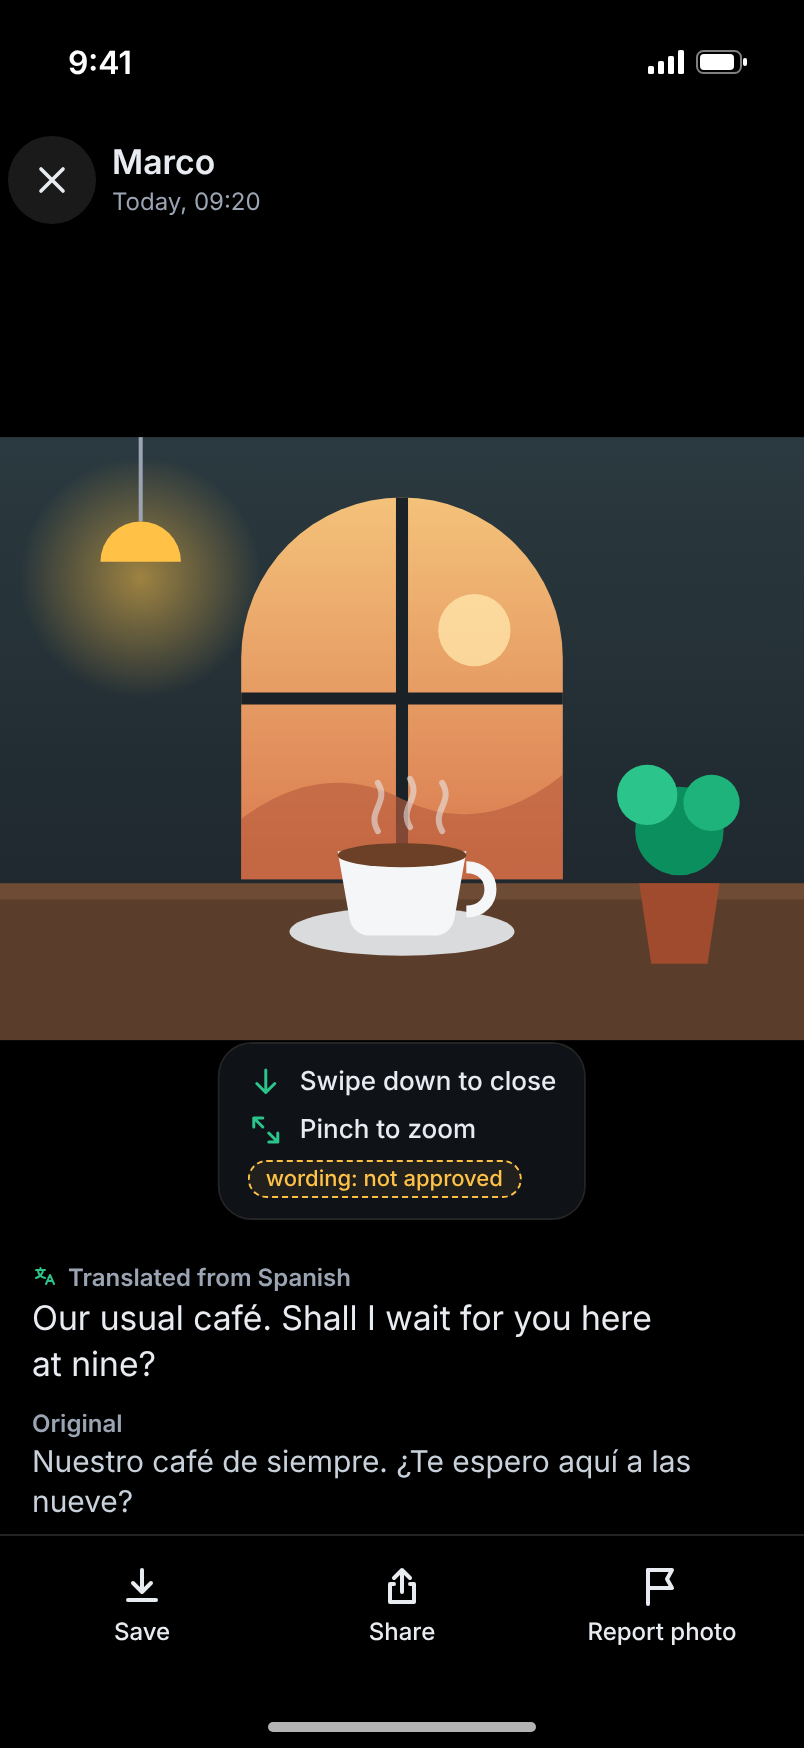 9:41
Marco
Today, 09:20
Swipe down to close
Pinch to zoom
wording: not approved
Translated from Spanish
Our usual café. Shall I wait for you here
at nine?
Original
Nuestro café de siempre. ¿Te espero aquí a las
nueve?
Save
Share
Report photo